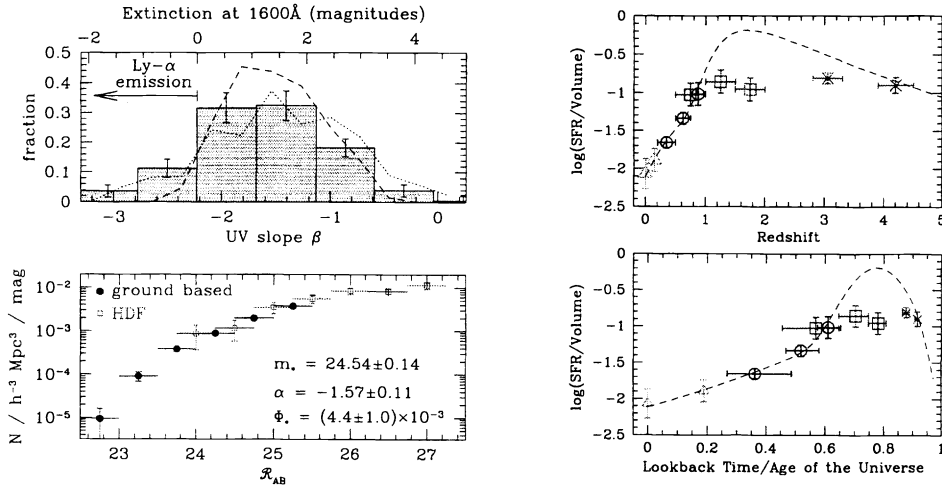 Extinction at 1600Å (magnitudes)
-2 0 2 4
0.5
0.4
0.3
0.2
0.1
0
fraction
Ly-α
emission
-3 -2 -1 0
UV slope β
10⁻²
10⁻³
10⁻⁴
10⁻⁵
N / h⁻³ Mpc³ / mag
ground based
HDF
m* = 24.54±0.14
α = -1.57±0.11
Φ* = (4.4±1.0)×10⁻³
23 24 25 26 27
ℛAB
0
-0.5
-1
-1.5
-2
-2.5
log(SFR/Volume)
0 1 2 3 4 5
Redshift
0
-0.5
-1
-1.5
-2
-2.5
log(SFR/Volume)
0 0.2 0.4 0.6 0.8 1
Lookback Time/Age of the Universe